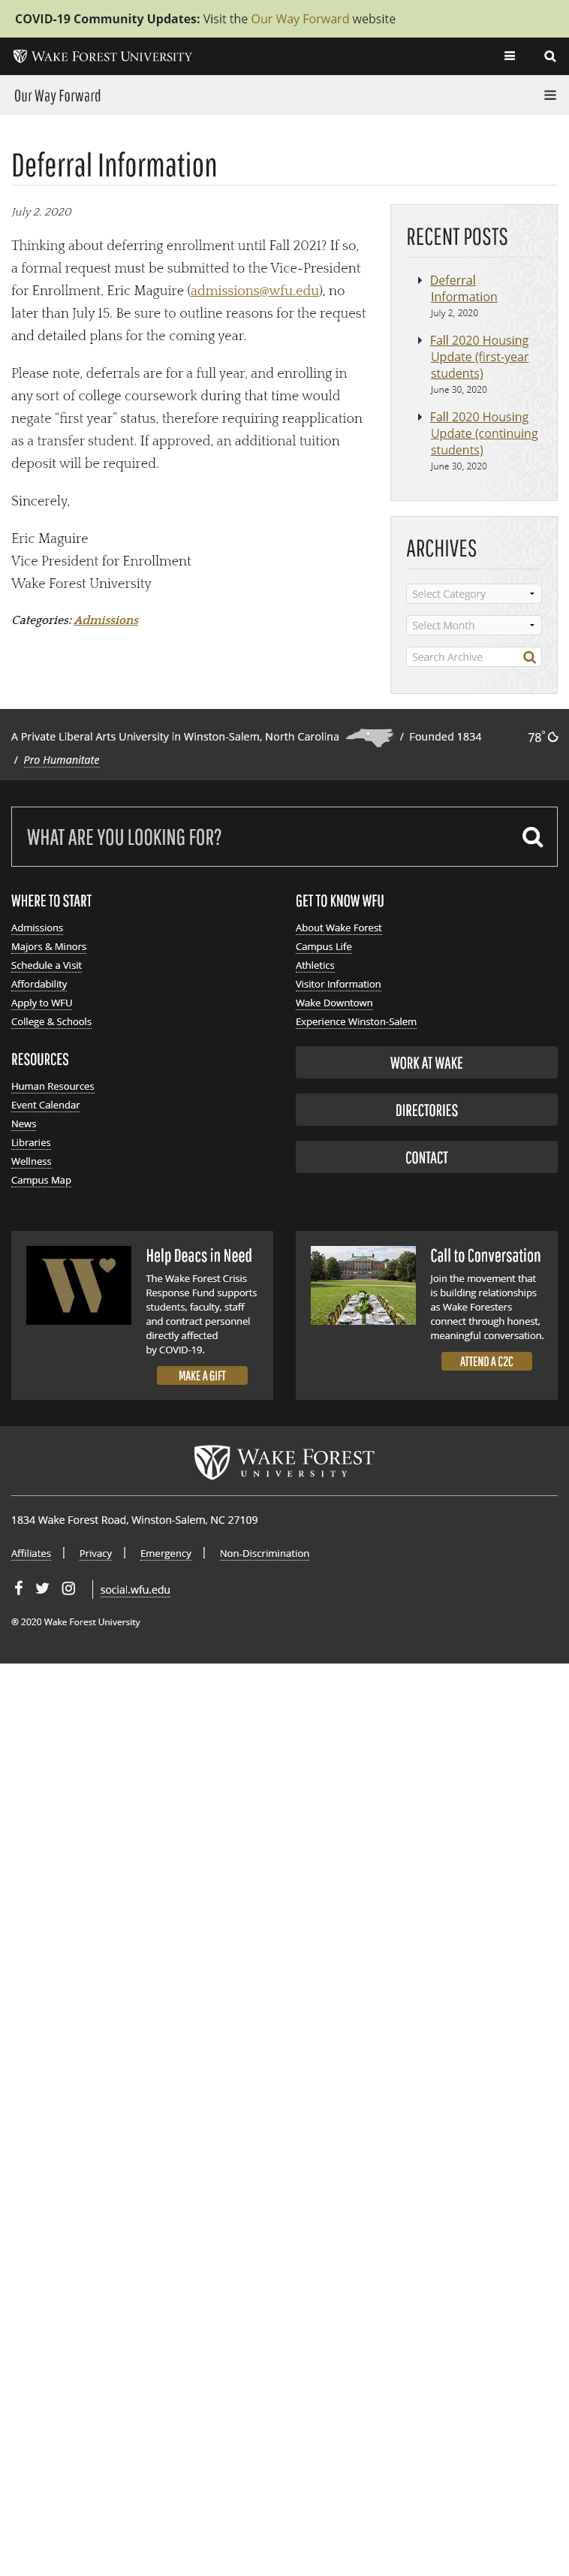 COVID-19 Community Updates: Visit the Our Way Forward website
WAKE FOREST UNIVERSITY
Our Way Forward
Deferral Information
July 2, 2020
Thinking about deferring enrollment until Fall 2021? If so,
a formal request must be submitted to the Vice-President
for Enrollment, Eric Maguire (admissions@wfu.edu), no
later than July 15. Be sure to outline reasons for the request
and detailed plans for the coming year.
Please note, deferrals are for a full year, and enrolling in
any sort of college coursework during that time would
negate “first year” status, therefore requiring reapplication
as a transfer student. If approved, an additional tuition
deposit will be required.
Sincerely,
Eric Maguire
Vice President for Enrollment
Wake Forest University
Categories: Admissions
RECENT POSTS
Deferral
Information
July 2, 2020
Fall 2020 Housing
Update (first-year
students)
June 30, 2020
Fall 2020 Housing
Update (continuing
students)
June 30, 2020
ARCHIVES
Select Category
Select Month
Search Archive
A Private Liberal Arts University in Winston-Salem, North Carolina / Founded 1834
78°
/ Pro Humanitate
WHAT ARE YOU LOOKING FOR?
WHERE TO START
Admissions
Majors & Minors
Schedule a Visit
Affordability
Apply to WFU
College & Schools
GET TO KNOW WFU
About Wake Forest
Campus Life
Athletics
Visitor Information
Wake Downtown
Experience Winston-Salem
RESOURCES
Human Resources
Event Calendar
News
Libraries
Wellness
Campus Map
WORK AT WAKE
DIRECTORIES
CONTACT
W
Help Deacs in Need
The Wake Forest Crisis
Response Fund supports
students, faculty, staff
and contract personnel
directly affected
by COVID-19.
MAKE A GIFT
Call to Conversation
Join the movement that
is building relationships
as Wake Foresters
connect through honest,
meaningful conversation.
ATTEND A C2C
WAKE FOREST
UNIVERSITY
1834 Wake Forest Road, Winston-Salem, NC 27109
Affiliates | Privacy | Emergency | Non-Discrimination
social.wfu.edu
® 2020 Wake Forest University